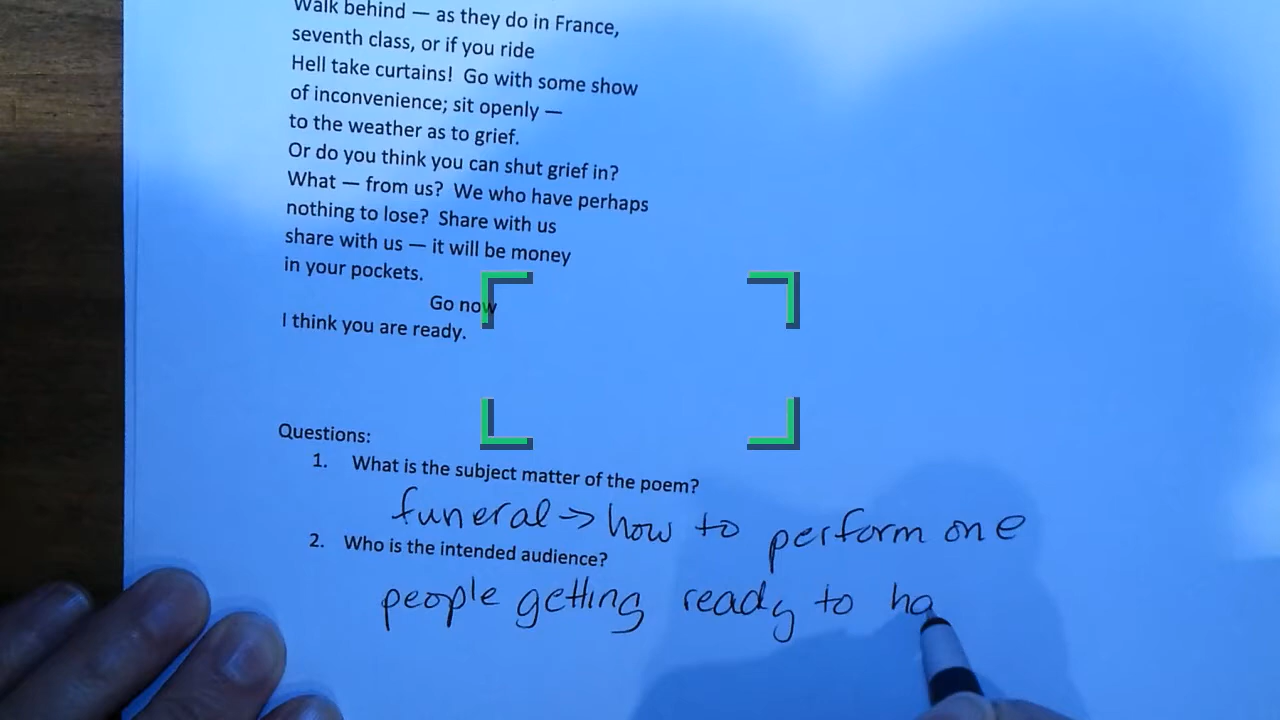 Walk behind — as they do in France,
seventh class, or if you ride
Hell take curtains! Go with some show
of inconvenience; sit openly —
to the weather as to grief.
Or do you think you can shut grief in?
What — from us? We who have perhaps
nothing to lose? Share with us
share with us — it will be money
in your pockets.
Go now
I think you are ready.
Questions:
1. What is the subject matter of the poem?
funeral → how to perform one
2. Who is the intended audience?
people getting ready to ha